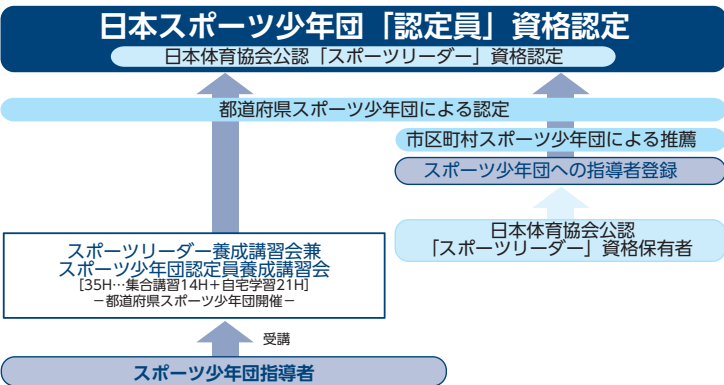 日本スポーツ少年団「認定員」資格認定
日本体育協会公認「スポーツリーダー」資格認定
都道府県スポーツ少年団による認定
市区町村スポーツ少年団による推薦
スポーツ少年団への指導者登録
日本体育協会公認
「スポーツリーダー」資格保有者
スポーツリーダー養成講習会兼
スポーツ少年団認定員養成講習会
[35H…集合講習14H＋自宅学習21H]
－都道府県スポーツ少年団開催－
受講
スポーツ少年団指導者